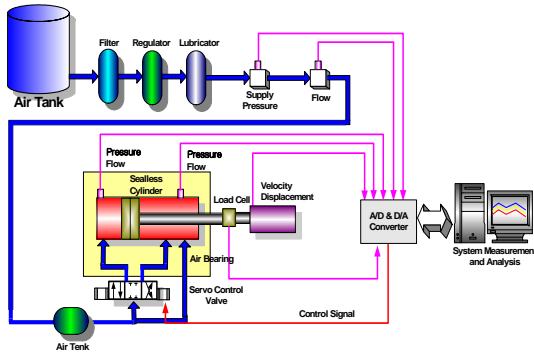 Filter
Regulator
Lubricator
Air Tank
Supply
Pressure
Flow
Pressure
Flow
Pressure
Flow
Sealless
Cylinder
Load Cell
Velocity
Displacement
A/D & D/A
Converter
System Measuremen
and Analysis
Air Bearing
Servo Control
Valve
Control Signal
Air Tank